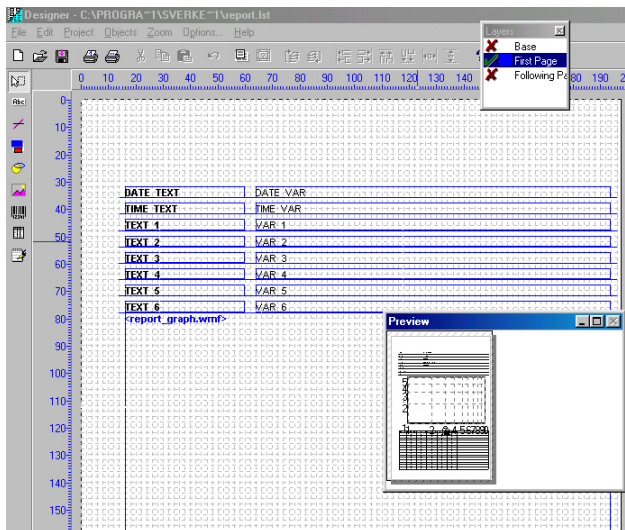 Designer - C:\PROGRA~1\SVERKE~1\report.lst
File Edit Project Objects Zoom Options... Help
Layers
Base
First Page
Following
0 10 20 30 40 50 60 70 80 90 100 110 120 130 140 80 190
Abc
0
10
20
30
40
50
60
70
80
90
100
110
120
130
140
150
DATE TEXT DATE VAR
TIME TEXT TIME VAR
TEXT 1 VAR 1
TEXT 2 VAR 2
TEXT 3 VAR 3
TEXT 4 VAR 4
TEXT 5 VAR 5
TEXT 6 VAR 6
<report_graph.wmf>
Preview